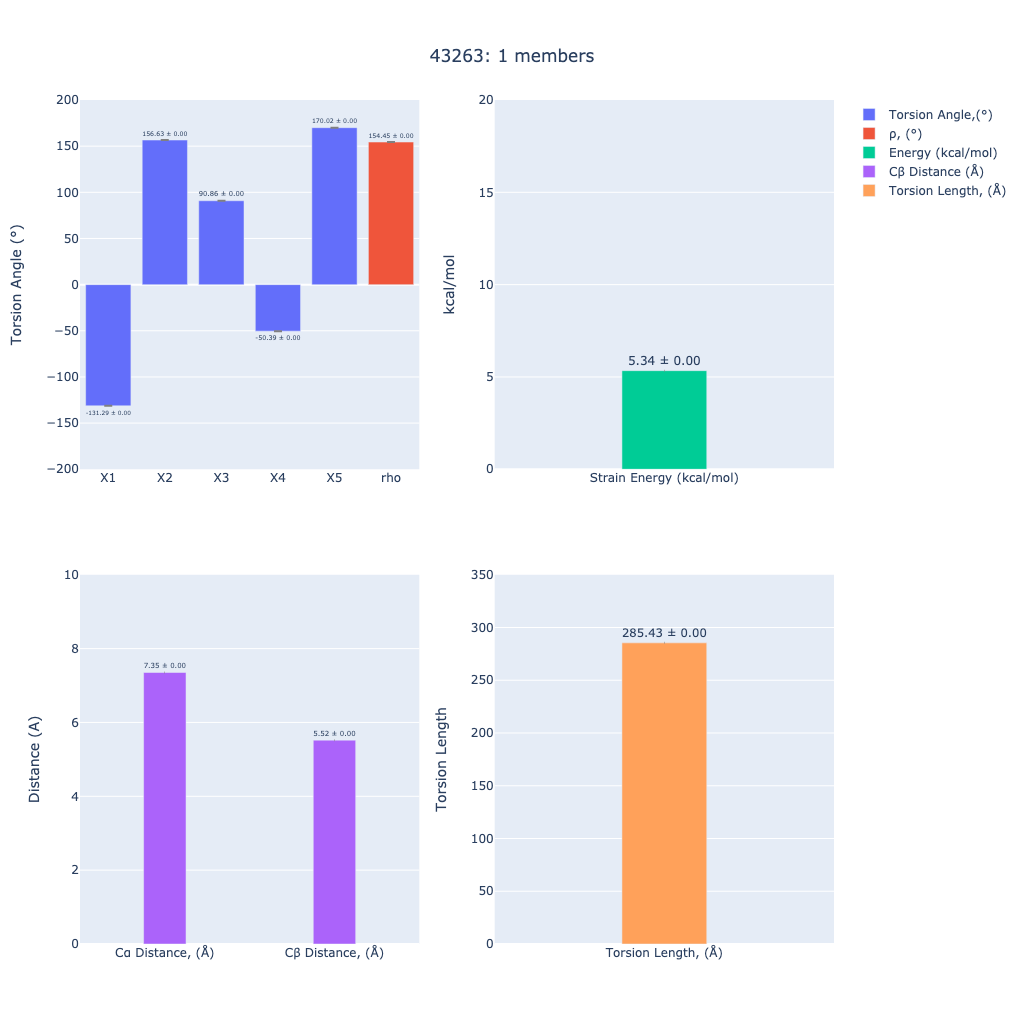 43263: 1 members
Torsion Angle (°)
200
150
100
50
0
−50
−100
−150
−200
-131.29 ± 0.00
156.63 ± 0.00
90.86 ± 0.00
-50.39 ± 0.00
170.02 ± 0.00
154.45 ± 0.00
X1 X2 X3 X4 X5 rho
kcal/mol
20
15
10
5
0
5.34 ± 0.00
Strain Energy (kcal/mol)
Torsion Angle,(°)
ρ, (°)
Energy (kcal/mol)
Cβ Distance (Å)
Torsion Length, (Å)
Distance (A)
10
8
6
4
2
0
7.35 ± 0.00
5.52 ± 0.00
Cα Distance, (Å) Cβ Distance, (Å)
Torsion Length
350
300
250
200
150
100
50
0
285.43 ± 0.00
Torsion Length, (Å)